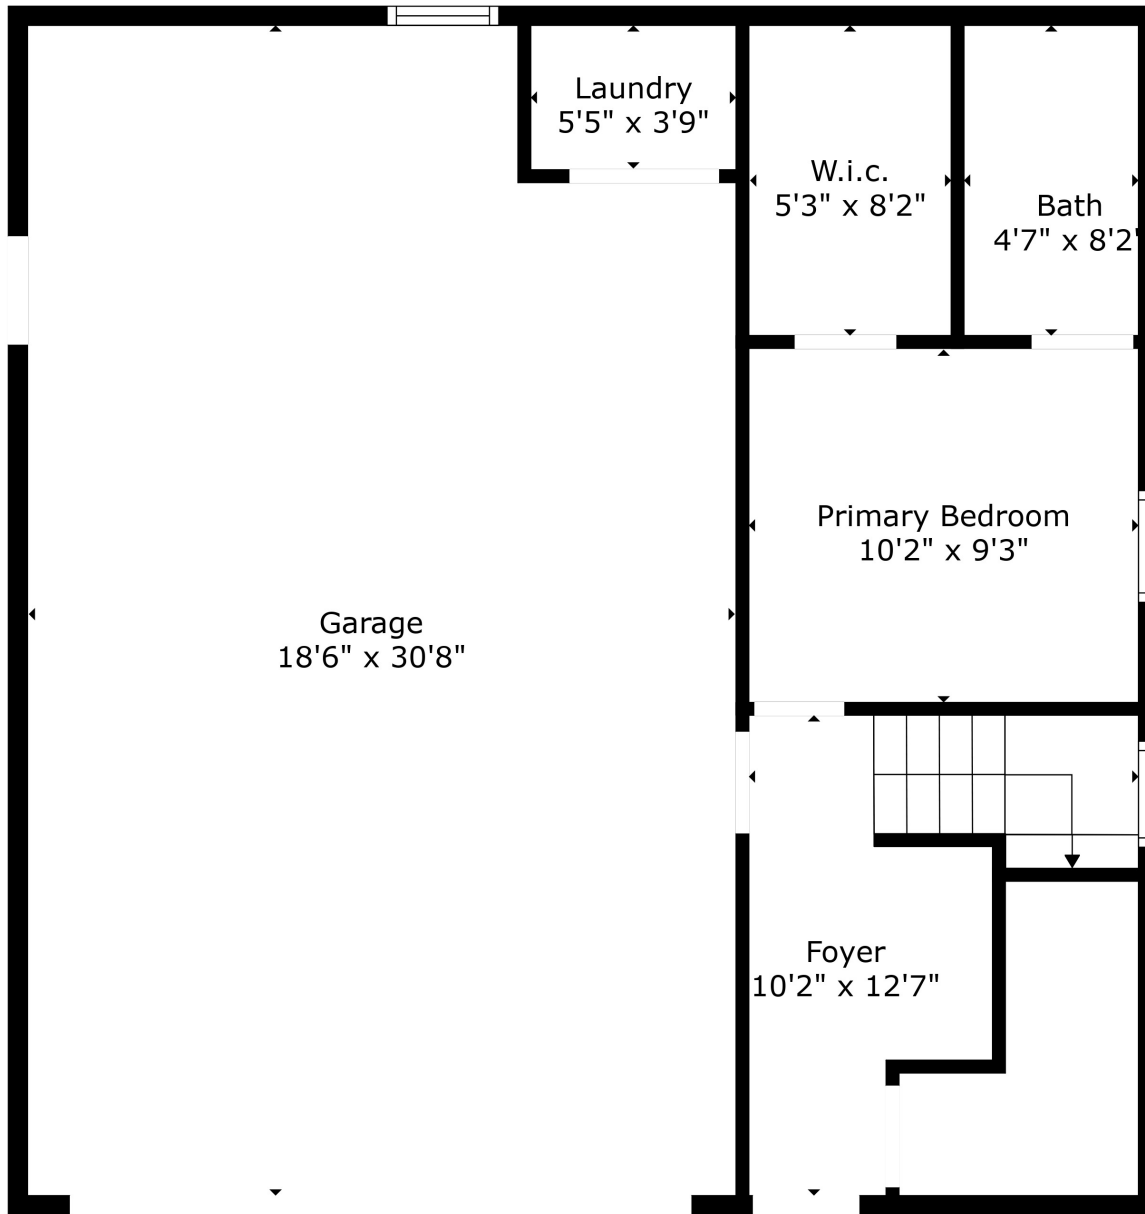 Laundry
5'5" x 3'9"
W.i.c.
5'3" x 8'2"
Bath
4'7" x 8'2"
Primary Bedroom
10'2" x 9'3"
Garage
18'6" x 30'8"
Foyer
10'2" x 12'7"